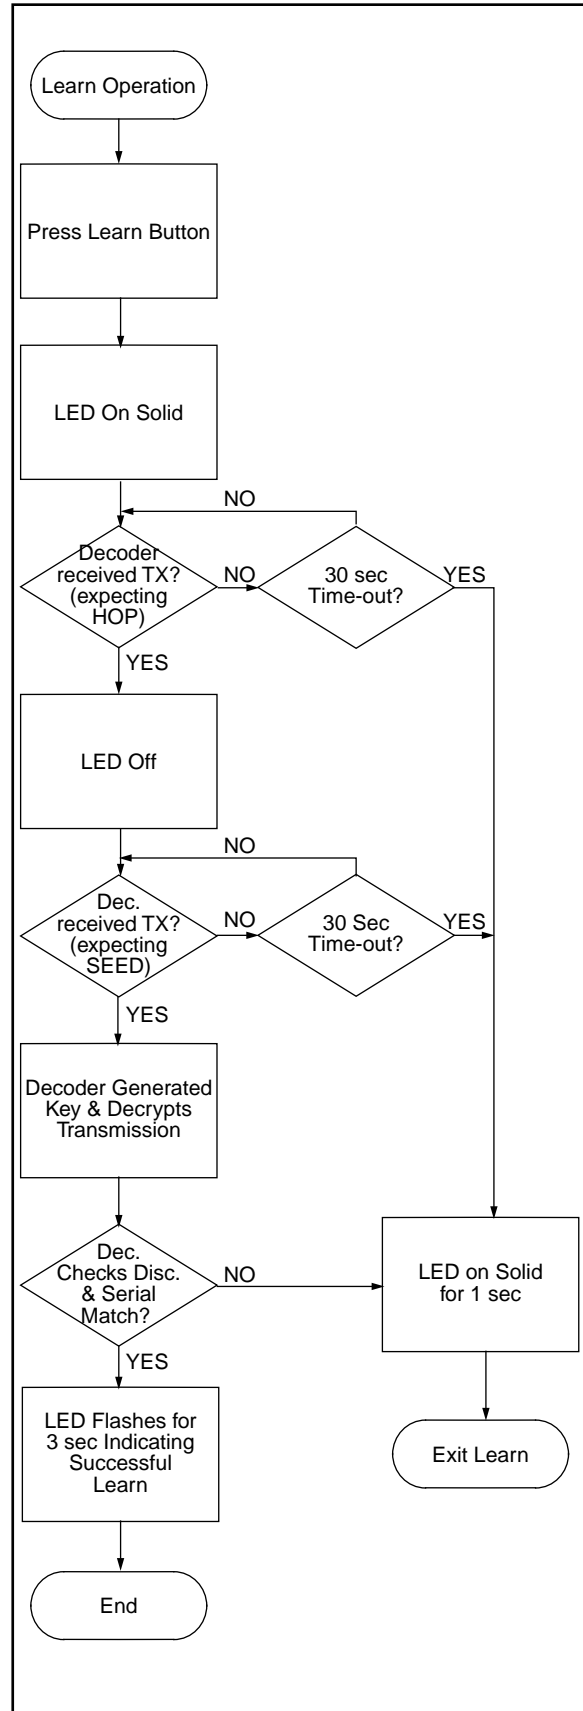 Learn Operation
Press Learn Button
LED On Solid
NO
Decoder
received TX?
(expecting
HOP)
NO
30 sec
Time-out?
YES
YES
LED Off
NO
Dec.
received TX?
(expecting
SEED)
NO
30 Sec
Time-out?
YES
YES
Decoder Generated
Key & Decrypts
Transmission
Dec.
Checks Disc.
& Serial
Match?
NO
LED on Solid
for 1 sec
YES
LED Flashes for
3 sec Indicating
Successful
Learn
Exit Learn
End